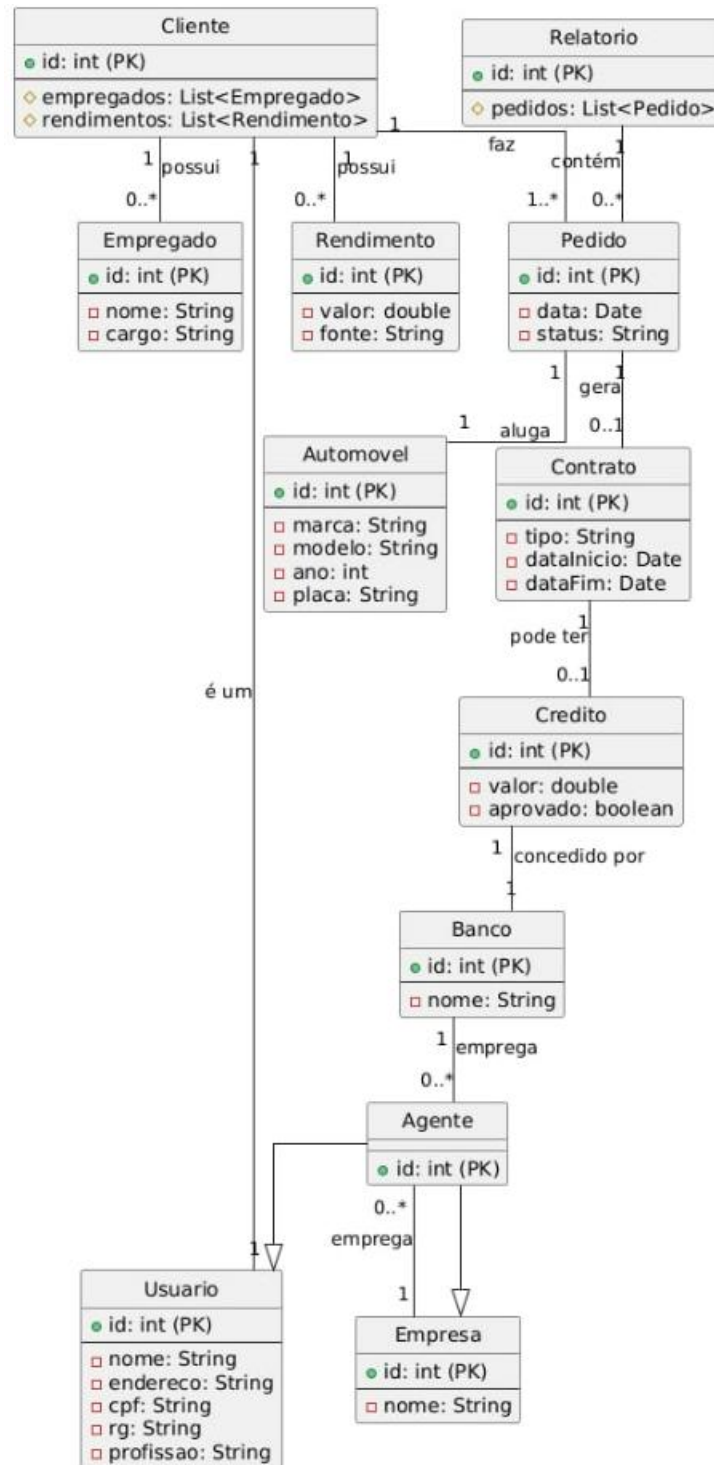 Cliente
id: int (PK)
empregados: List<Empregado>
rendimentos: List<Rendimento>
Relatorio
id: int (PK)
pedidos: List<Pedido>
1
faz
1..*
1
possui
0..*
1
1
possui
0..*
1
contém
0..*
Empregado
id: int (PK)
nome: String
cargo: String
Rendimento
id: int (PK)
valor: double
fonte: String
Pedido
id: int (PK)
data: Date
status: String
1
aluga
1
1
gera
0..1
Automovel
id: int (PK)
marca: String
modelo: String
ano: int
placa: String
Contrato
id: int (PK)
tipo: String
dataInicio: Date
dataFim: Date
1
pode ter
0..1
é um
Credito
id: int (PK)
valor: double
aprovado: boolean
1
concedido por
1
Banco
id: int (PK)
nome: String
1
emprega
0..*
Agente
id: int (PK)
0..*
emprega
1
1
Usuario
id: int (PK)
nome: String
endereco: String
cpf: String
rg: String
profissao: String
Empresa
id: int (PK)
nome: String